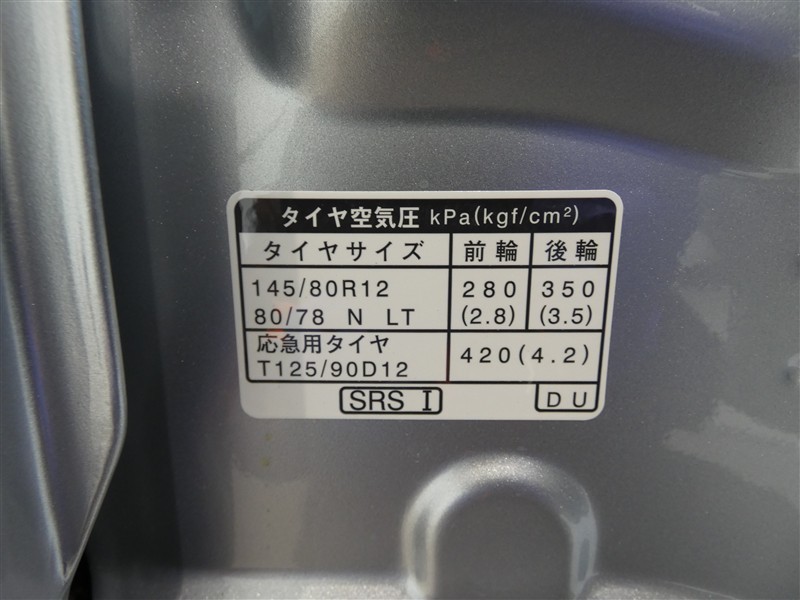 タイヤ空気圧 kPa(kgf/cm²)
タイヤサイズ 前輪 後輪
145/80R12 280 350
80/78 N LT (2.8) (3.5)
応急用タイヤ 420(4.2)
T125/90D12
SRS I DU